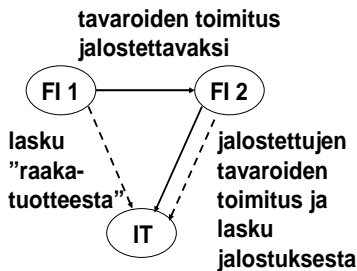 tavaroiden toimitus
jalostettavaksi
FI 1
FI 2
lasku
"raaka-
tuotteesta"
jalostettujen
tavaroiden
toimitus ja
lasku
jalostuksesta
IT